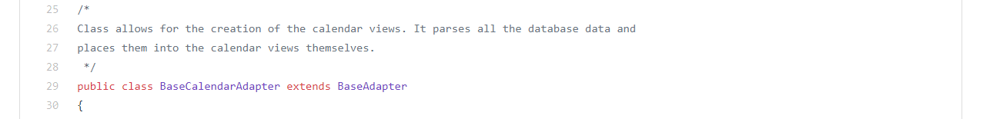 25 /*
26 Class allows for the creation of the calendar views. It parses all the database data and
27 places them into the calendar views themselves.
28 */
29 public class BaseCalendarAdapter extends BaseAdapter
30 {